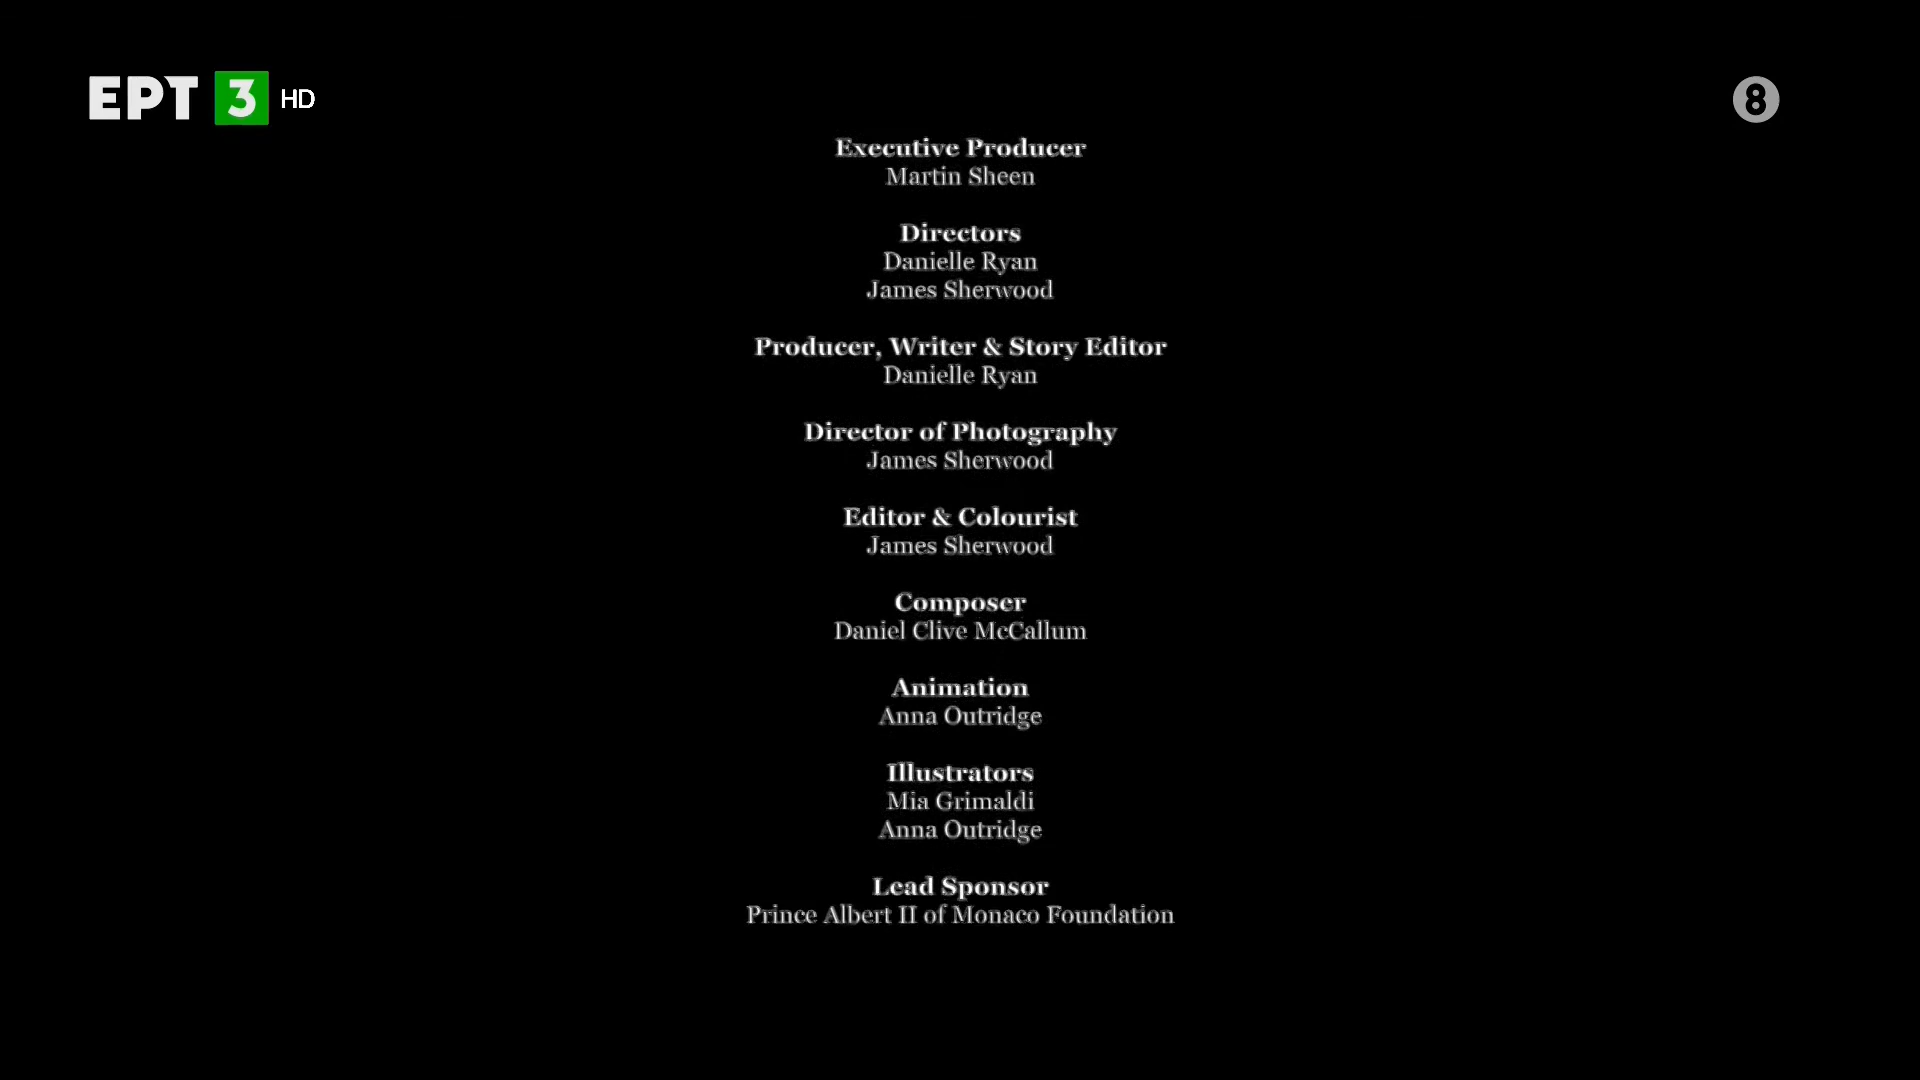 ΕΡΤ 3 HD
8
Executive Producer
Martin Sheen
Directors
Danielle Ryan
James Sherwood
Producer, Writer & Story Editor
Danielle Ryan
Director of Photography
James Sherwood
Editor & Colourist
James Sherwood
Composer
Daniel Clive McCallum
Animation
Anna Outridge
Illustrators
Mia Grimaldi
Anna Outridge
Lead Sponsor
Prince Albert II of Monaco Foundation